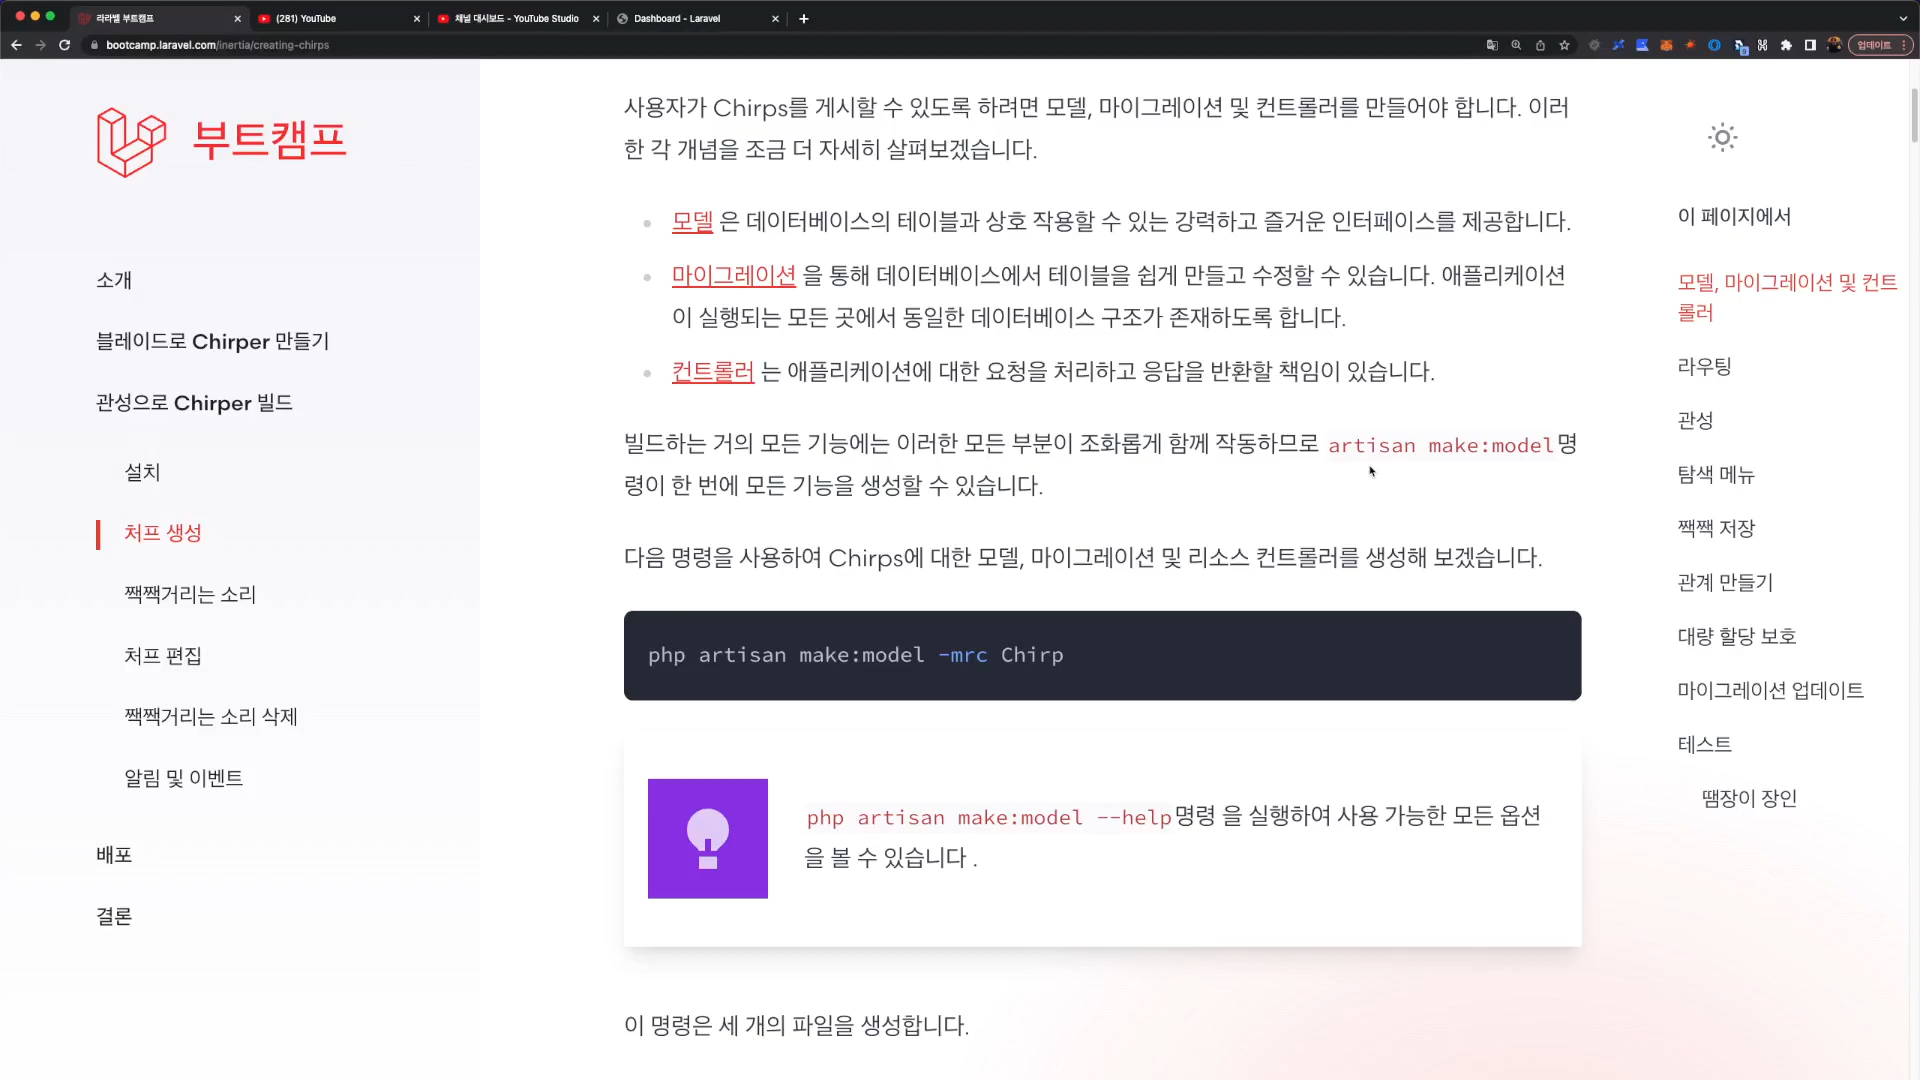 라라벨 부트캠프
(281) YouTube
채널 대시보드 - YouTube Studio
Dashboard - Laravel
bootcamp.laravel.com/inertia/creating-chirps
업데이트
부트캠프
소개
블레이드로 Chirper 만들기
관성으로 Chirper 빌드
설치
처프 생성
짹짹거리는 소리
처프 편집
짹짹거리는 소리 삭제
알림 및 이벤트
배포
결론
사용자가 Chirps를 게시할 수 있도록 하려면 모델, 마이그레이션 및 컨트롤러를 만들어야 합니다. 이러
한 각 개념을 조금 더 자세히 살펴보겠습니다.
모델 은 데이터베이스의 테이블과 상호 작용할 수 있는 강력하고 즐거운 인터페이스를 제공합니다.
마이그레이션 을 통해 데이터베이스에서 테이블을 쉽게 만들고 수정할 수 있습니다. 애플리케이션
이 실행되는 모든 곳에서 동일한 데이터베이스 구조가 존재하도록 합니다.
컨트롤러 는 애플리케이션에 대한 요청을 처리하고 응답을 반환할 책임이 있습니다.
빌드하는 거의 모든 기능에는 이러한 모든 부분이 조화롭게 함께 작동하므로 artisan make:model명
령이 한 번에 모든 기능을 생성할 수 있습니다.
다음 명령을 사용하여 Chirps에 대한 모델, 마이그레이션 및 리소스 컨트롤러를 생성해 보겠습니다.
php artisan make:model -mrc Chirp
php artisan make:model --help명령 을 실행하여 사용 가능한 모든 옵션
을 볼 수 있습니다 .
이 명령은 세 개의 파일을 생성합니다.
이 페이지에서
모델, 마이그레이션 및 컨트
롤러
라우팅
관성
탐색 메뉴
짹짹 저장
관계 만들기
대량 할당 보호
마이그레이션 업데이트
테스트
땜장이 장인